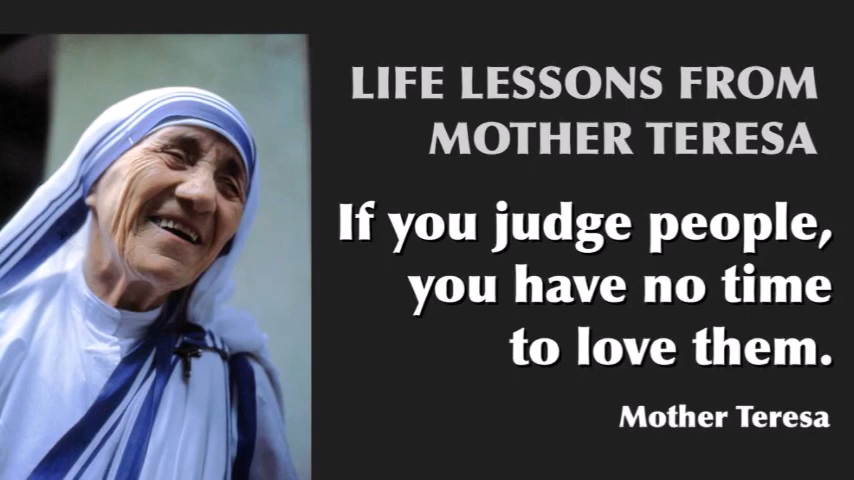 LIFE LESSONS FROM
MOTHER TERESA
If you judge people,
you have no time
to love them.
Mother Teresa